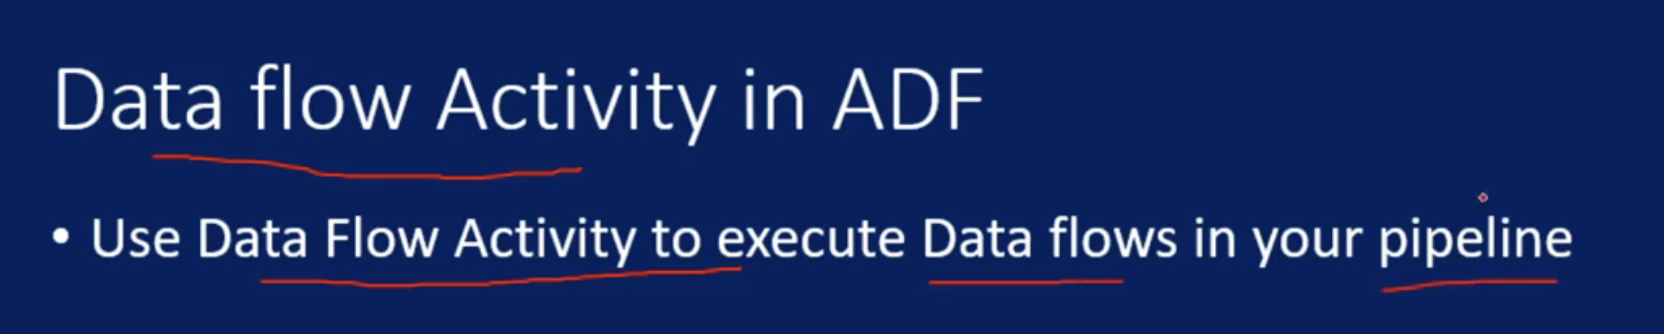 Data flow Activity in ADF
• Use Data Flow Activity to execute Data flows in your pipeline